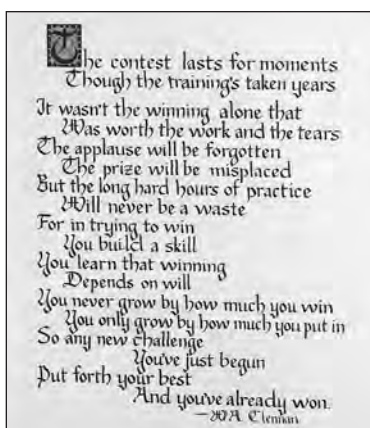 The contest lasts for moments
Though the training's taken years
It wasn't the winning alone that
Was worth the work and the tears
The applause will be forgotten
The prize will be misplaced
But the long hard hours of practice
Will never be a waste
For in trying to win
You build a skill
You learn that winning
Depends on will
You never grow by how much you win
You only grow by how much you put in
So any new challenge
You've just begun
Put forth your best
And you've already won.
—W.A.